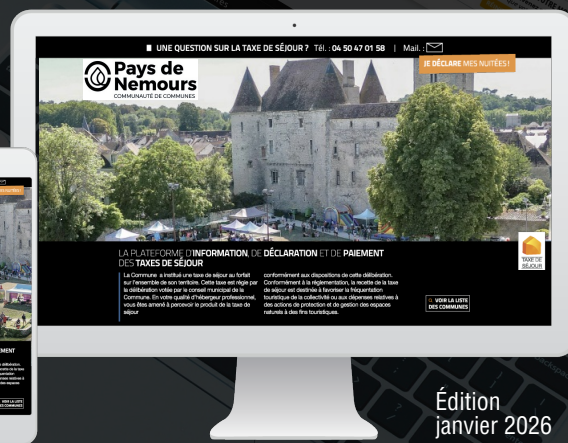 UNE QUESTION SUR LA TAXE DE SÉJOUR ? Tél. : 04 50 47 01 58 | Mail. :
JE DÉCLARE MES NUITÉES !
Pays de
Nemours
COMMUNAUTÉ DE COMMUNES
LA PLATEFORME D'INFORMATION, DE DÉCLARATION ET DE PAIEMENT
DES TAXES DE SÉJOUR
La Commune a institué une taxe de séjour au forfait
sur l'ensemble de son territoire. Cette taxe est régie par
la délibération votée par le conseil municipal de la
Commune. En votre qualité d'hébergeur professionnel,
vous êtes amené à percevoir le produit de la taxe de
séjour
conformément aux dispositions de cette délibération.
Conformément à la réglementation, la recette de la taxe
de séjour est destinée à favoriser la fréquentation
touristique de la collectivité ou aux dépenses relatives à
des actions de protection et de gestion des espaces
naturels à des fins touristiques.
TAXE DE
SÉJOUR
VOIR LA LISTE
DES COMMUNES
Édition
janvier 2026